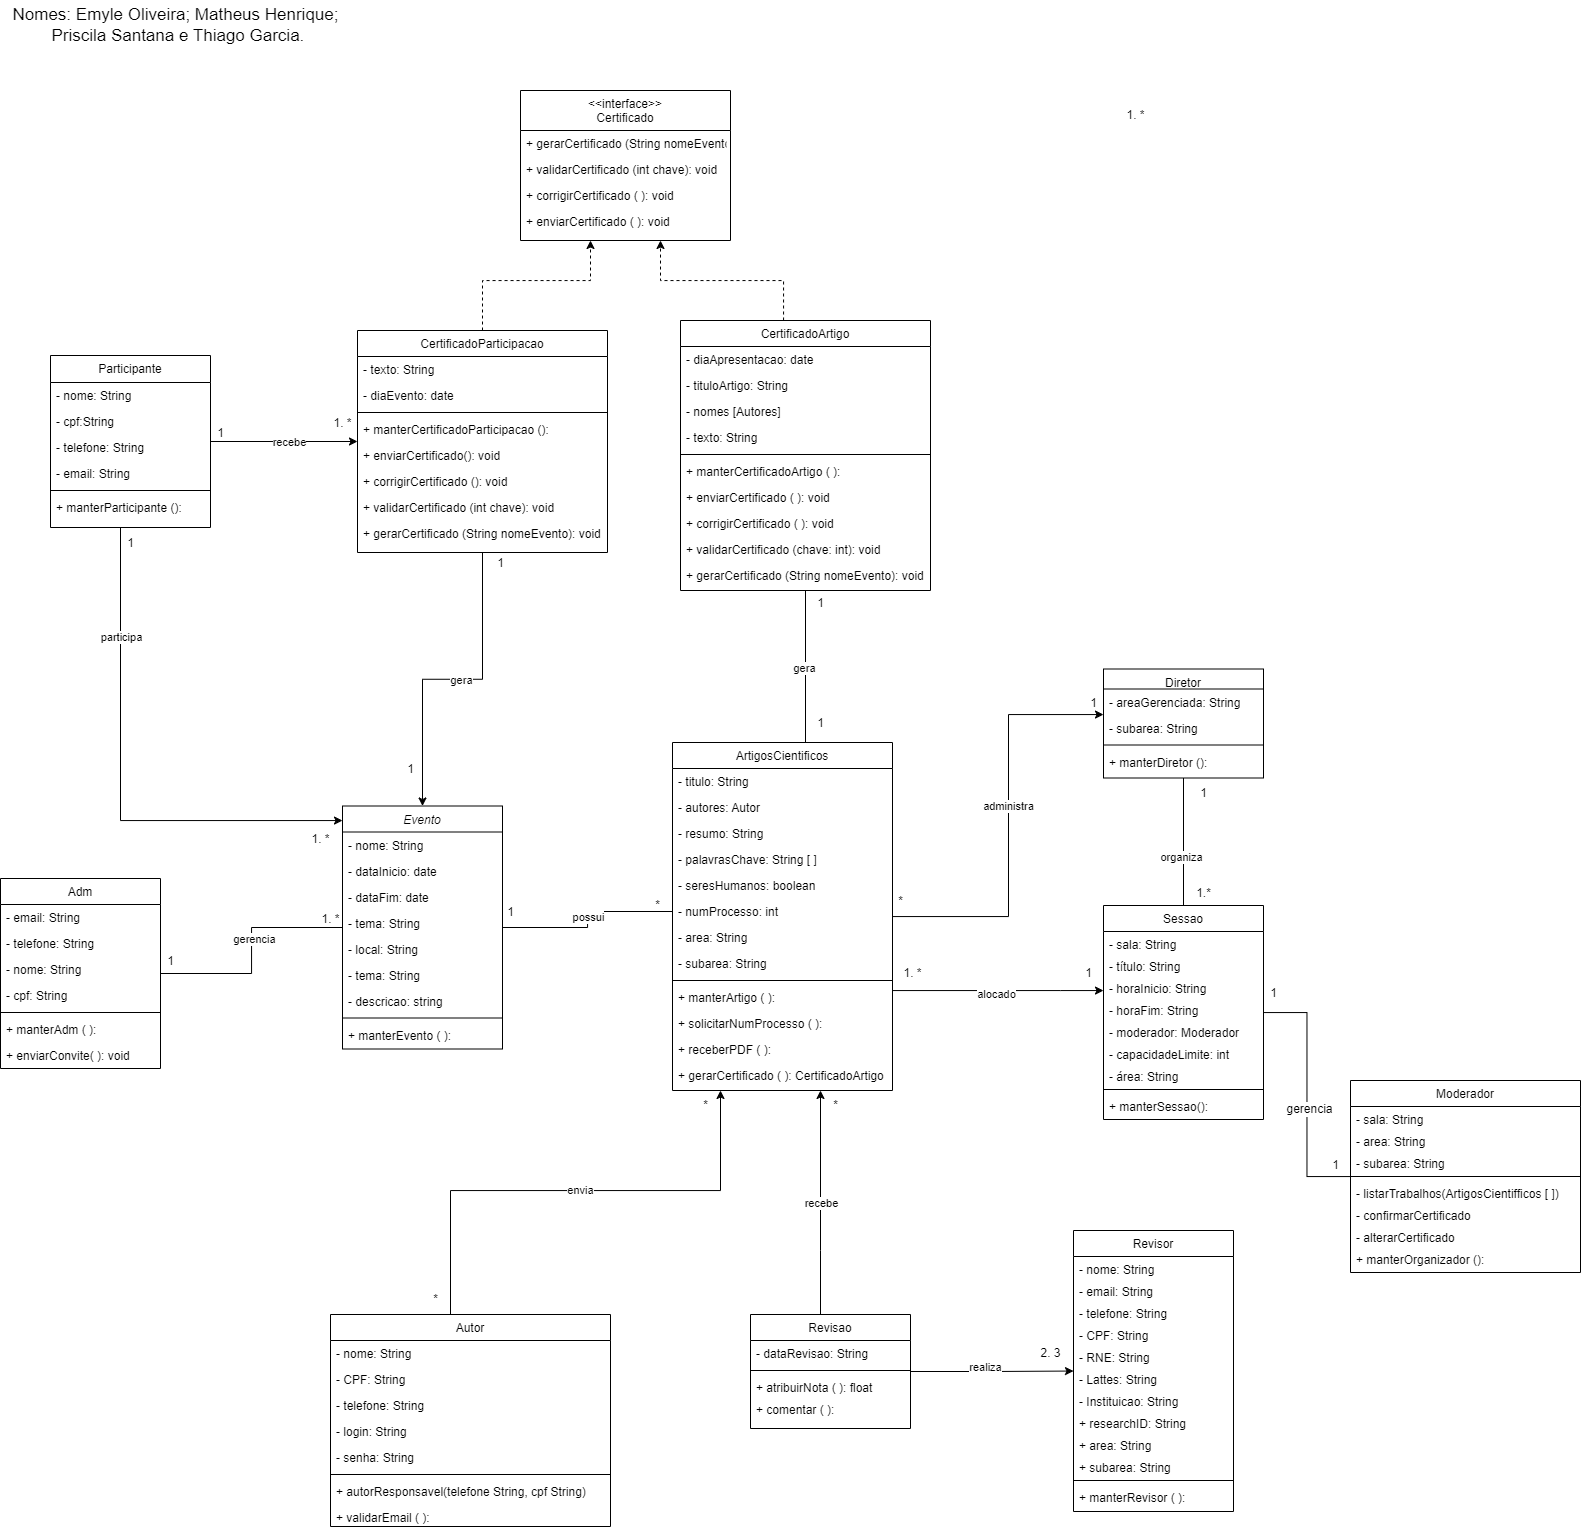 Nomes: Emyle Oliveira; Matheus Henrique;
Priscila Santana e Thiago Garcia.
1. *
<<interface>>
Certificado
+ gerarCertificado (String nomeEvent
+ validarCertificado (int chave): void
+ corrigirCertificado ( ): void
+ enviarCertificado ( ): void
Participante
- nome: String
- cpf:String
- telefone: String
- email: String
+ manterParticipante ():
1
recebe
1. *
CertificadoParticipacao
- texto: String
- diaEvento: date
+ manterCertificadoParticipacao ():
+ enviarCertificado(): void
+ corrigirCertificado (): void
+ validarCertificado (int chave): void
+ gerarCertificado (String nomeEvento): void
CertificadoArtigo
- diaApresentacao: date
- tituloArtigo: String
- nomes [Autores]
- texto: String
+ manterCertificadoArtigo ( ):
+ enviarCertificado ( ): void
+ corrigirCertificado ( ): void
+ validarCertificado (chave: int): void
+ gerarCertificado (String nomeEvento): void
1
participa
1. *
1
gera
1
1
gera
1
Diretor
- areaGerenciada: String
- subarea: String
+ manterDiretor ():
1
administra
*
1
organiza
1.*
Adm
- email: String
- telefone: String
- nome: String
- cpf: String
+ manterAdm ( ):
+ enviarConvite( ): void
1
gerencia
1. *
Evento
- nome: String
- dataInicio: date
- dataFim: date
- tema: String
- local: String
- tema: String
- descricao: string
+ manterEvento ( ):
1
possui
*
ArtigosCientificos
- titulo: String
- autores: Autor
- resumo: String
- palavrasChave: String [ ]
- seresHumanos: boolean
- numProcesso: int
- area: String
- subarea: String
+ manterArtigo ( ):
+ solicitarNumProcesso ( ):
+ receberPDF ( ):
+ gerarCertificado ( ): CertificadoArtigo
1. *
alocado
1
Sessao
- sala: String
- título: String
- horaInicio: String
- horaFim: String
- moderador: Moderador
- capacidadeLimite: int
- área: String
+ manterSessao():
1
gerencia
1
Moderador
- sala: String
- area: String
- subarea: String
- listarTrabalhos(ArtigosCientifficos [ ])
- confirmarCertificado
- alterarCertificado
+ manterOrganizador ():
*
envia
*
*
recebe
Autor
- nome: String
- CPF: String
- telefone: String
- login: String
- senha: String
+ autorResponsavel(telefone String, cpf String)
+ validarEmail ( ):
Revisao
- dataRevisao: String
+ atribuirNota ( ): float
+ comentar ( ):
realiza
2. 3
Revisor
- nome: String
- email: String
- telefone: String
- CPF: String
- RNE: String
- Lattes: String
- Instituicao: String
+ researchID: String
+ area: String
+ subarea: String
+ manterRevisor ( ):